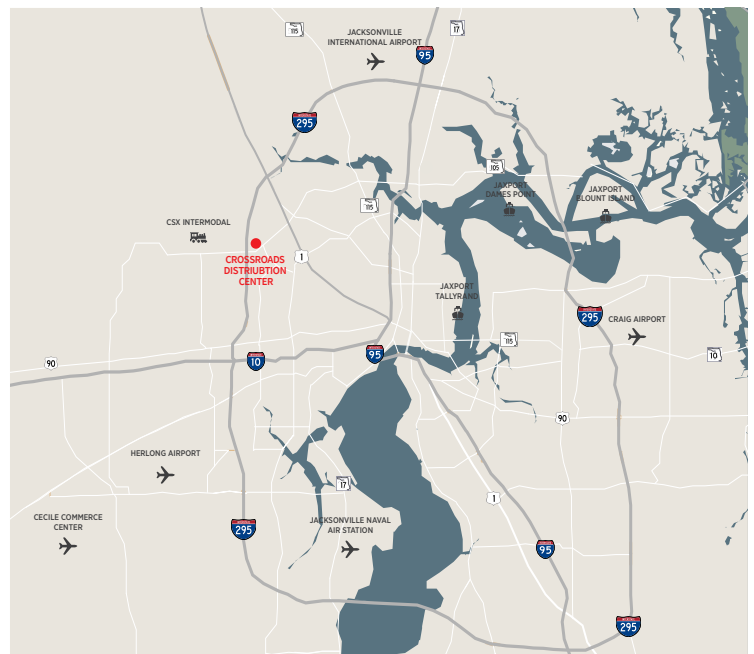 115
17
JACKSONVILLE
INTERNATIONAL AIRPORT
95
295
105
JAXPORT
DAMES POINT
JAXPORT
BLOUNT ISLAND
115
CSX INTERMODAL
1
CROSSROADS
DISTRIUBTION
CENTER
JAXPORT
TALLYRAND
295
CRAIG AIRPORT
115
10
95
10
90
90
HERLONG AIRPORT
17
1
CECILE COMMERCE
CENTER
JACKSONVILLE NAVAL
AIR STATION
295
95
295